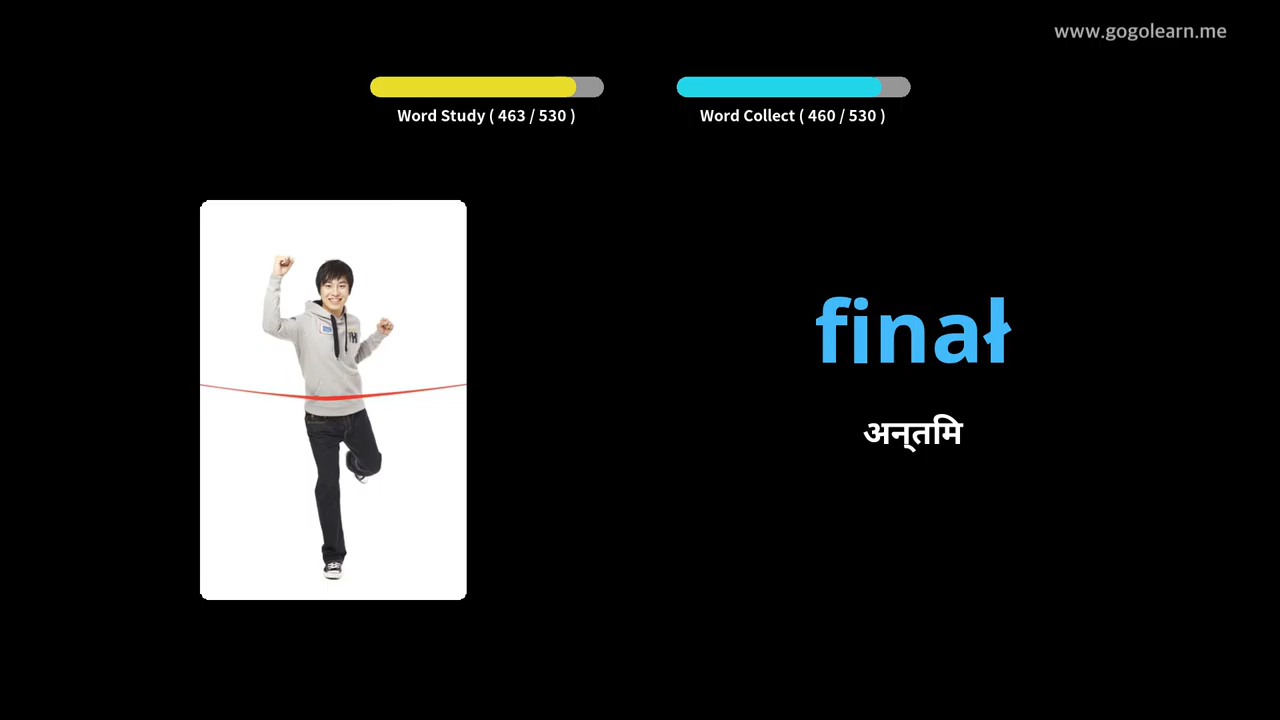 www.gogolearn.me
Word Study ( 463 / 530 )
Word Collect ( 460 / 530 )
finał
अन्तमि